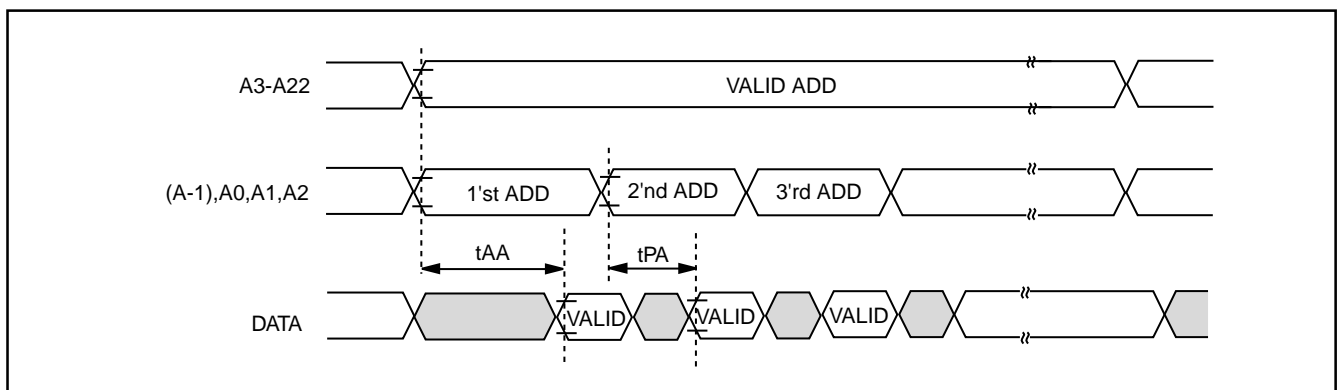 A3-A22
VALID ADD
(A-1),A0,A1,A2
1'st ADD
2'nd ADD
3'rd ADD
tAA
tPA
DATA
VALID
VALID
VALID